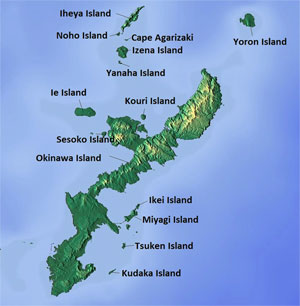 Iheya Island
Noho Island
Cape Agarizaki
Izena Island
Yoron Island
Yanaha Island
Ie Island
Kouri Island
Sesoko Island
Okinawa Island
Ikei Island
Miyagi Island
Tsuken Island
Kudaka Island